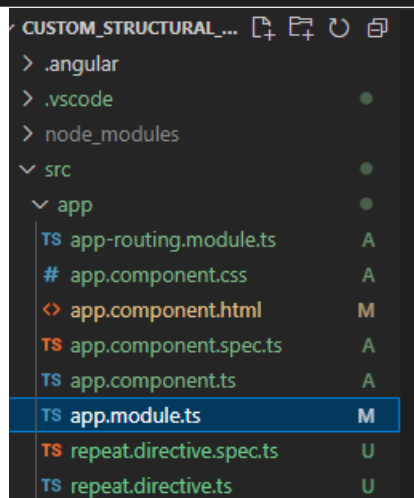 CUSTOM_STRUCTURAL_...
> .angular
> .vscode
> node_modules
src
app
TS app-routing.module.ts A
# app.component.css A
<> app.component.html M
TS app.component.spec.ts A
TS app.component.ts A
TS app.module.ts M
TS repeat.directive.spec.ts U
TS repeat.directive.ts U